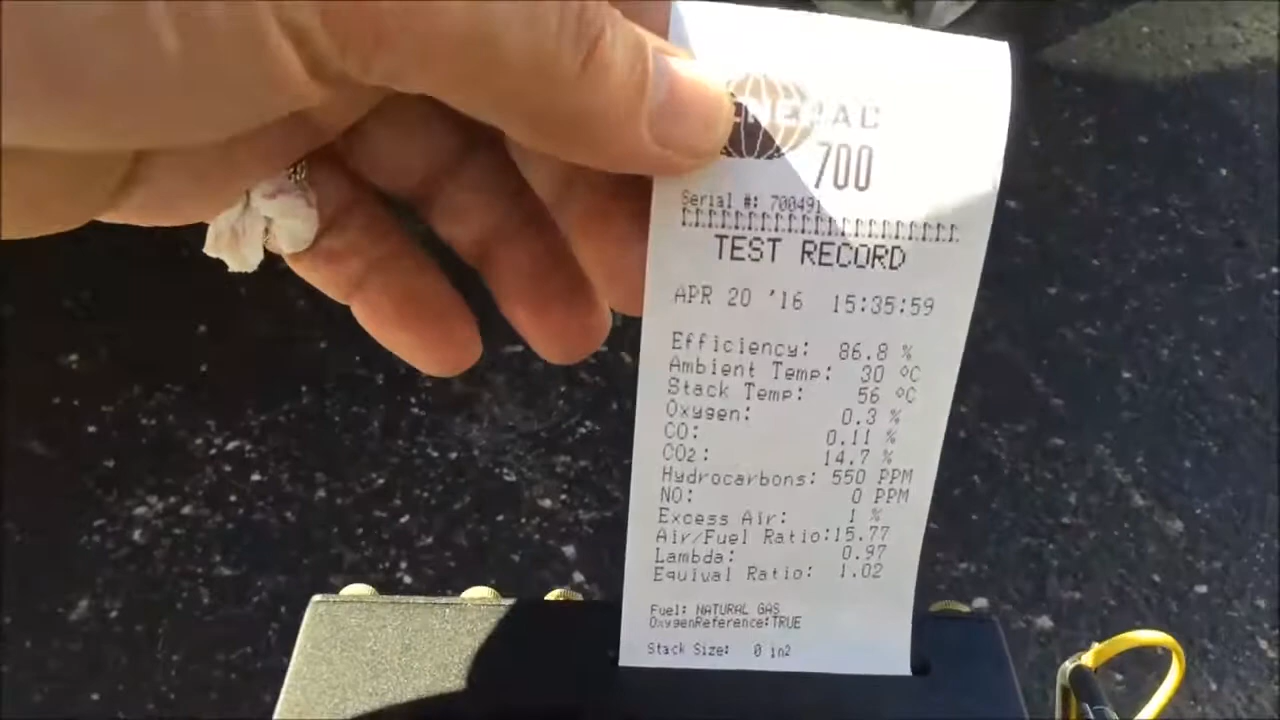 700
Serial #: 70049
TEST RECORD
APR 20 '16 15:35:59
Efficiency: 86.8 %
Ambient Temp: 30 ºC
Stack Temp: 56 ºC
Oxygen: 0.3 %
CO: 0.11 %
CO2: 14.7 %
Hydrocarbons: 550 PPM
NO: 0 PPM
Excess Air: 1 %
Air/Fuel Ratio:15.77
Lambda: 0.97
Equival Ratio: 1.02
Fuel: NATURAL GAS
OxygenReference:TRUE
Stack Size: 0 in2